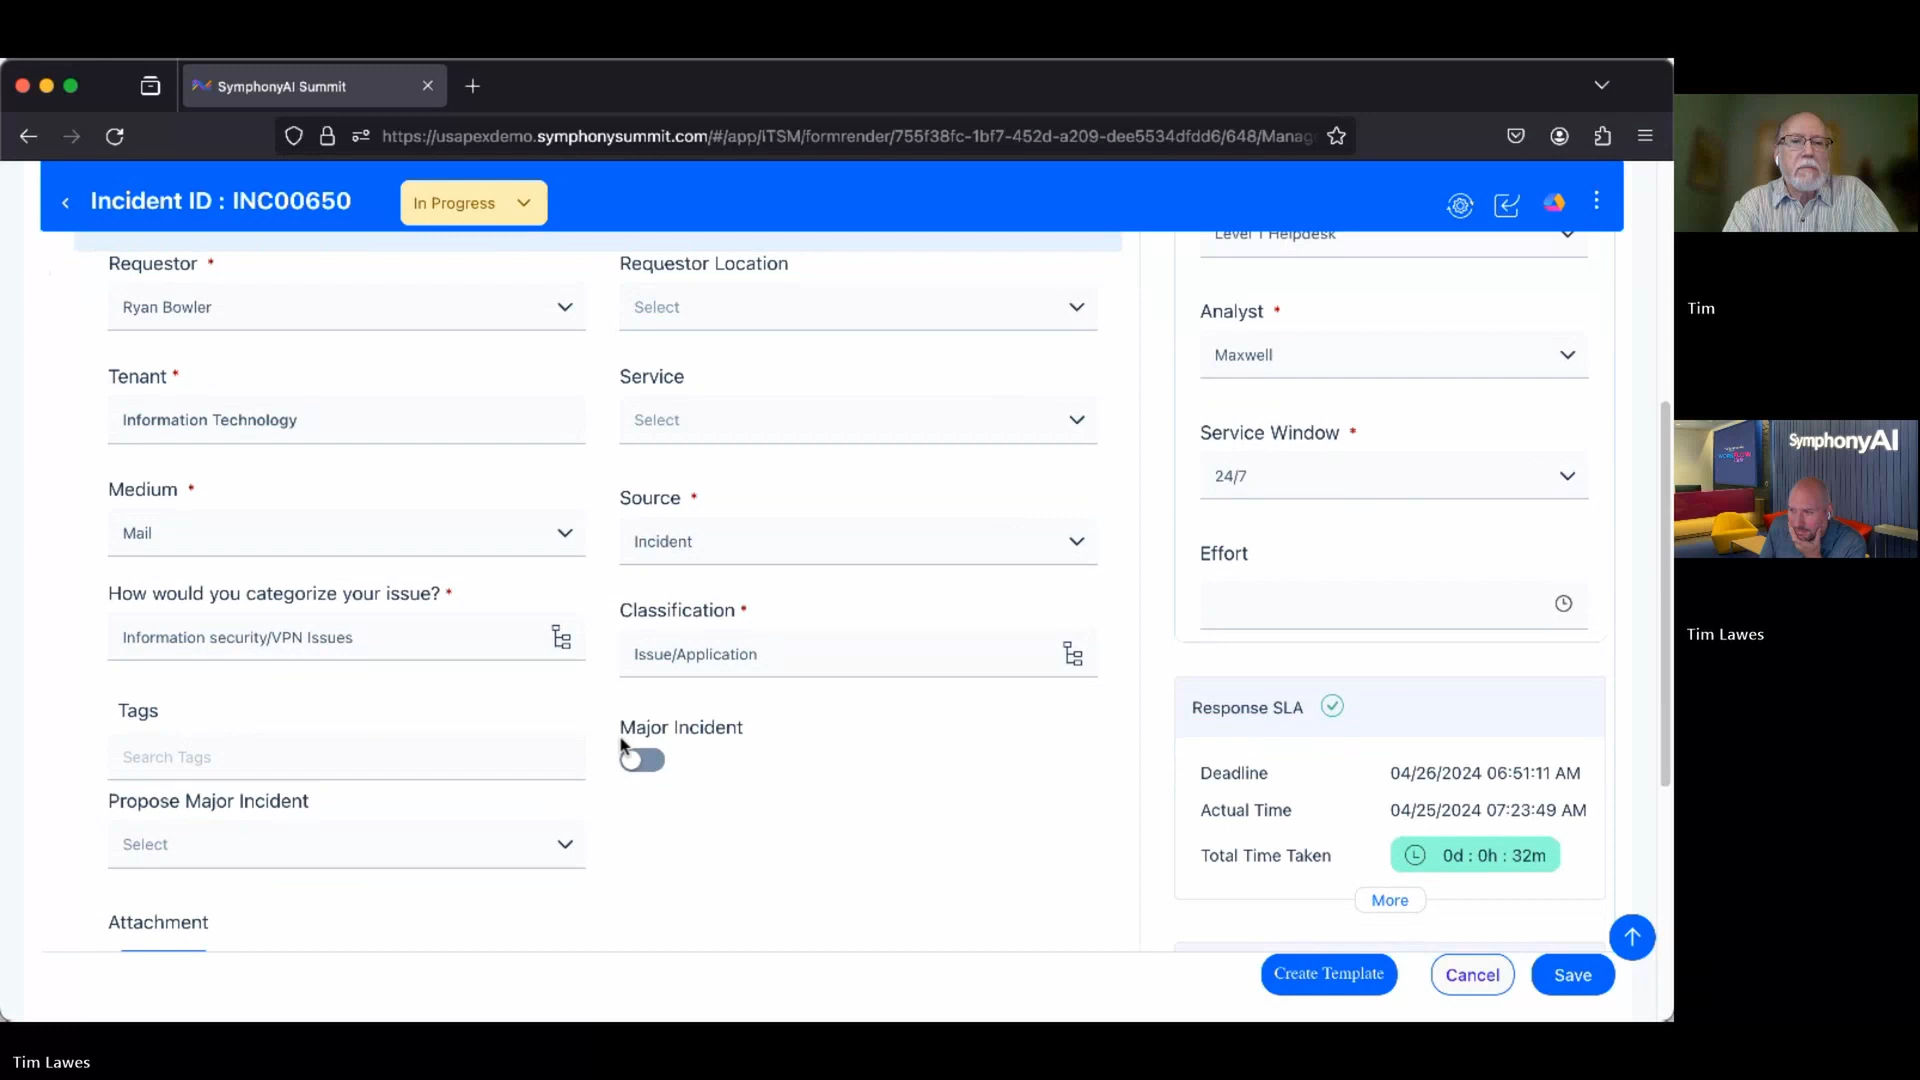 SymphonyAI Summit
https://usapexdemo.symphonysummit.com/#/app/ITSM/formrender/755f38fc-1bf7-452d-a209-dee5534dfdd6/648/Manag
Incident ID : INC00650
In Progress
Level 1 Helpdesk
Requestor *
Ryan Bowler
Requestor Location
Select
Analyst *
Maxwell
Tenant *
Information Technology
Service
Select
Service Window *
24/7
Medium *
Mail
Source *
Incident
Effort
How would you categorize your issue? *
Information security/VPN Issues
Classification *
Issue/Application
Tags
Search Tags
Major Incident
Propose Major Incident
Select
Attachment
Response SLA
Deadline 04/26/2024 06:51:11 AM
Actual Time 04/25/2024 07:23:49 AM
Total Time Taken 0d : 0h : 32m
More
Create Template
Cancel
Save
Tim
SymphonyAI
Tim Lawes
Tim Lawes